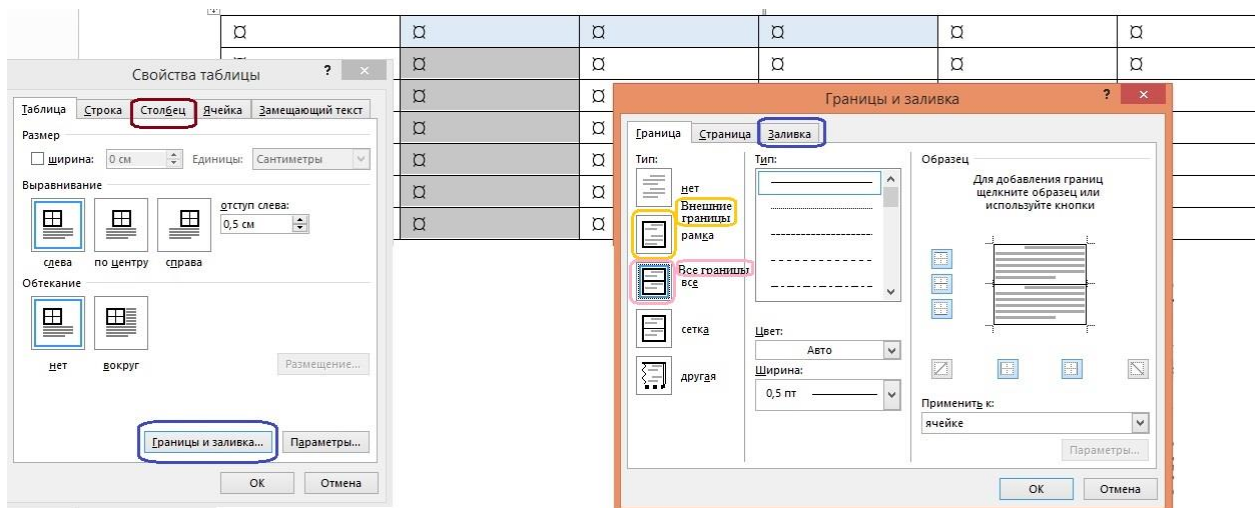 ¤ ¤ ¤ ¤ ¤ ¤
¤ ¤ ¤ ¤ ¤
¤ ¤
¤ ¤
¤ ¤
¤ ¤
¤ ¤
Свойства таблицы ? ×
Таблица Строка Столбец Ячейка Замещающий текст
Размер
ширина: 0 см Единицы: Сантиметры
Выравнивание
отступ слева:
0,5 см
слева по центру справа
Обтекание
нет вокруг
Размещение...
Границы и заливка... Параметры...
ОК Отмена
Границы и заливка ? ×
Граница Страница Заливка
Тип:
нет
Внешние
границы
рамка
Все границы
все
сетка
другая
Тип:
Цвет:
Авто
Ширина:
0,5 пт
Образец
Для добавления границ
щелкните образец или
используйте кнопки
Применить к:
ячейке
Параметры...
ОК Отмена